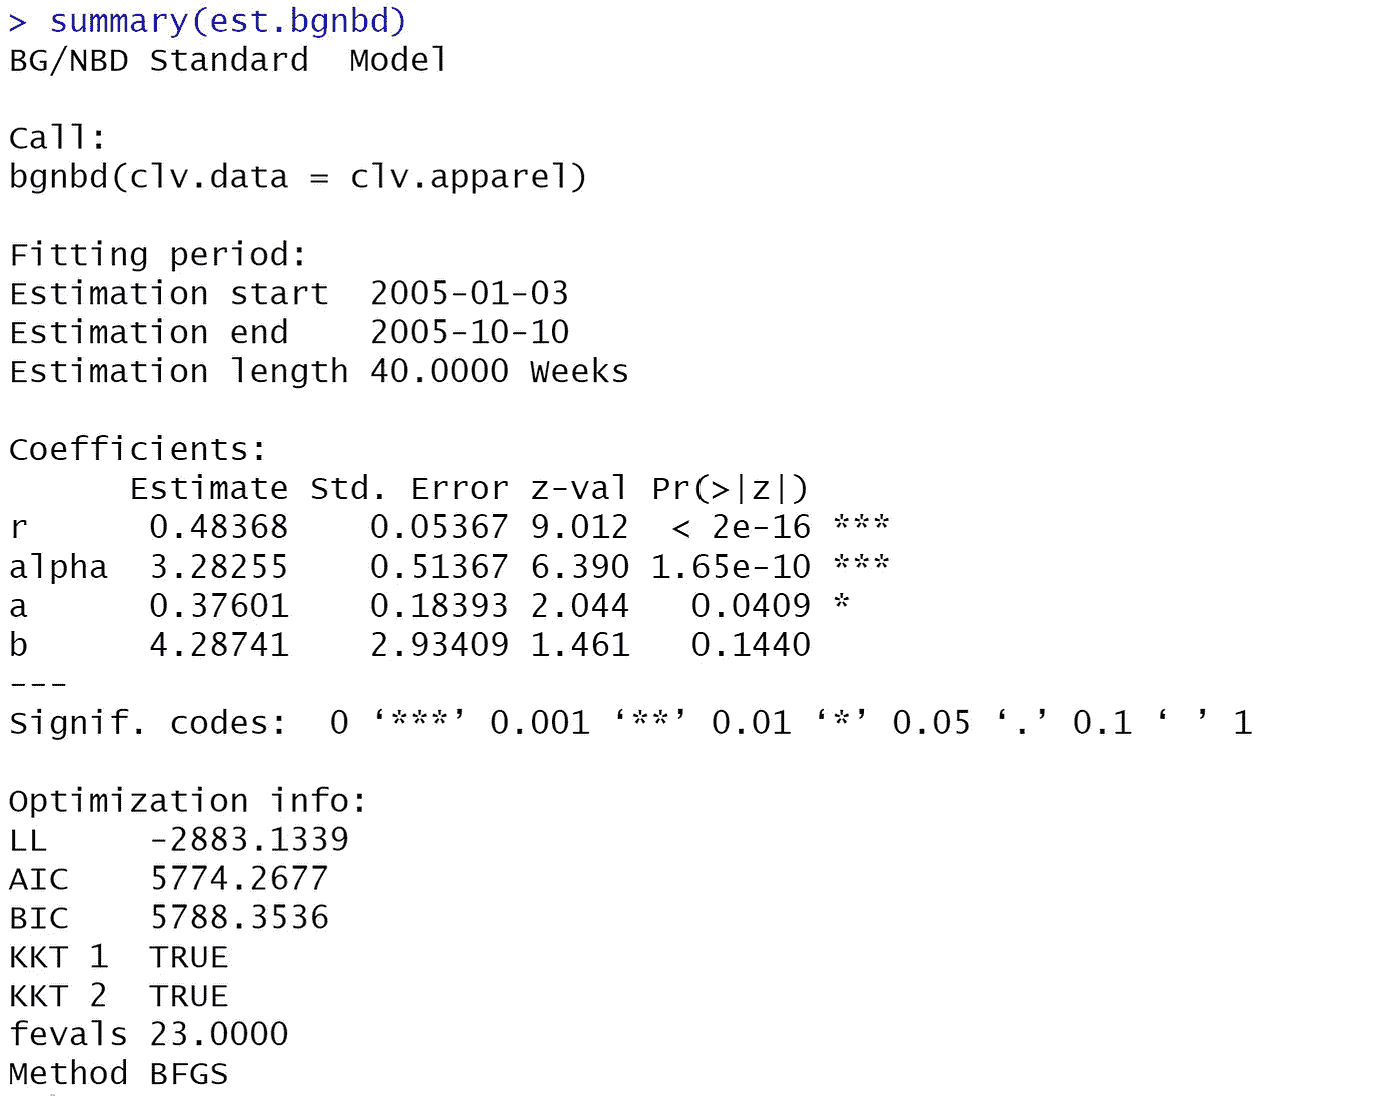 > summary(est.bgnbd)
BG/NBD Standard  Model
Call:
bgnbd(clv.data = clv.apparel)
Fitting period:
Estimation start  2005-01-03
Estimation end    2005-10-10
Estimation length 40.0000 Weeks
Coefficients:
      Estimate Std. Error z-val Pr(>|z|)
r      0.48368    0.05367 9.012  < 2e-16 ***
alpha  3.28255    0.51367 6.390 1.65e-10 ***
a      0.37601    0.18393 2.044   0.0409 *
b      4.28741    2.93409 1.461   0.1440
---
Signif. codes:  0 ‘***’ 0.001 ‘**’ 0.01 ‘*’ 0.05 ‘.’ 0.1 ‘ ’ 1
Optimization info:
LL     -2883.1339
AIC    5774.2677
BIC    5788.3536
KKT 1  TRUE
KKT 2  TRUE
fevals 23.0000
Method BFGS